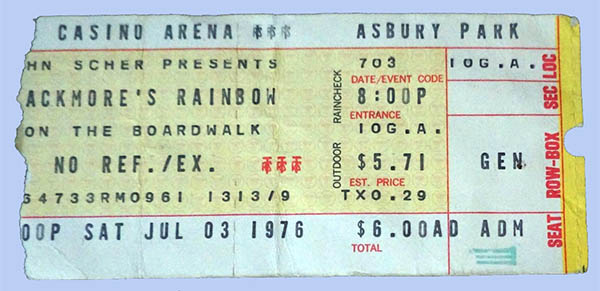 CASINO ARENA ASBURY PARK
HN SCHER PRESENTS 703 IOG.A.
DATE/EVENT CODE
ACKMORE'S RAINBOW 8:00P
ENTRANCE
ON THE BOARDWALK IOG.A.
NO REF./EX. $5.71 GEN
EST. PRICE
64733RM0961 1313/9 TX0.29
OOP SAT JUL 03 1976 $6.00AD ADM
TOTAL
OUTDOOR RAINCHECK
SEAT ROW-BOX SEC LOC